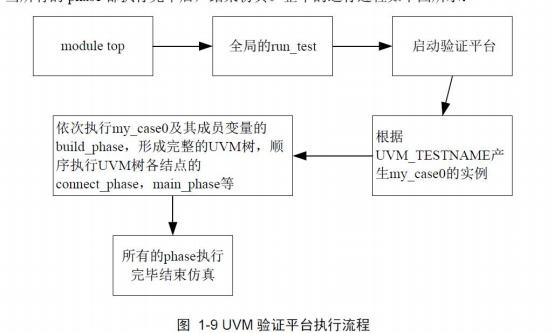 module top
全局的run_test
启动验证平台
依次执行my_case0及其成员变量的
build_phase，形成完整的UVM树，顺
序执行UVM树各结点的
connect_phase，main_phase等
根据
UVM_TESTNAME产
生my_case0的实例
所有的phase执行
完毕结束仿真
图 1-9 UVM 验证平台执行流程